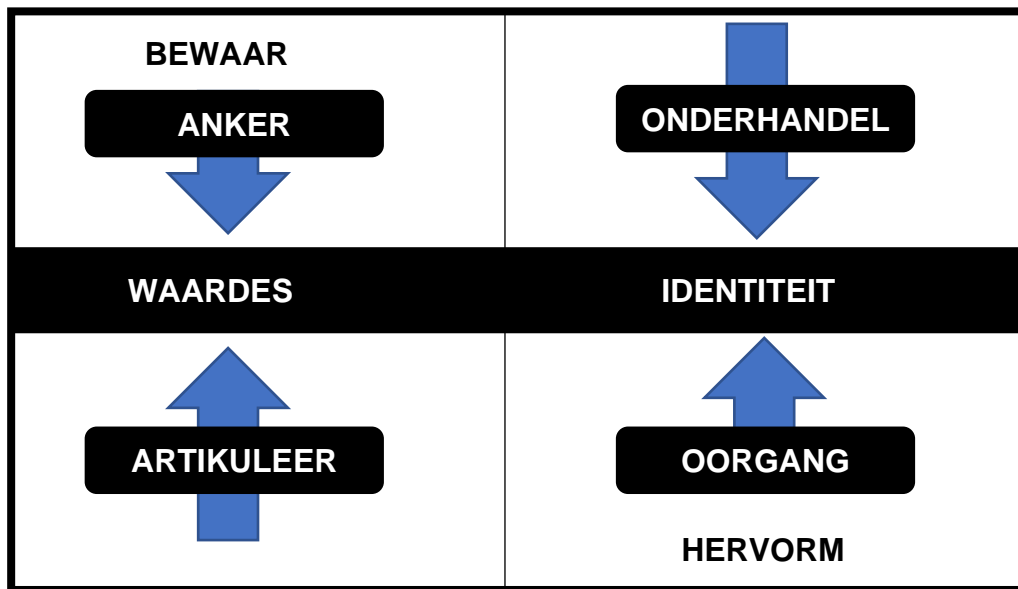 BEWAAR
ANKER
ONDERHANDEL
WAARDES
IDENTITEIT
ARTIKULEER
OORGANG
HERVORM